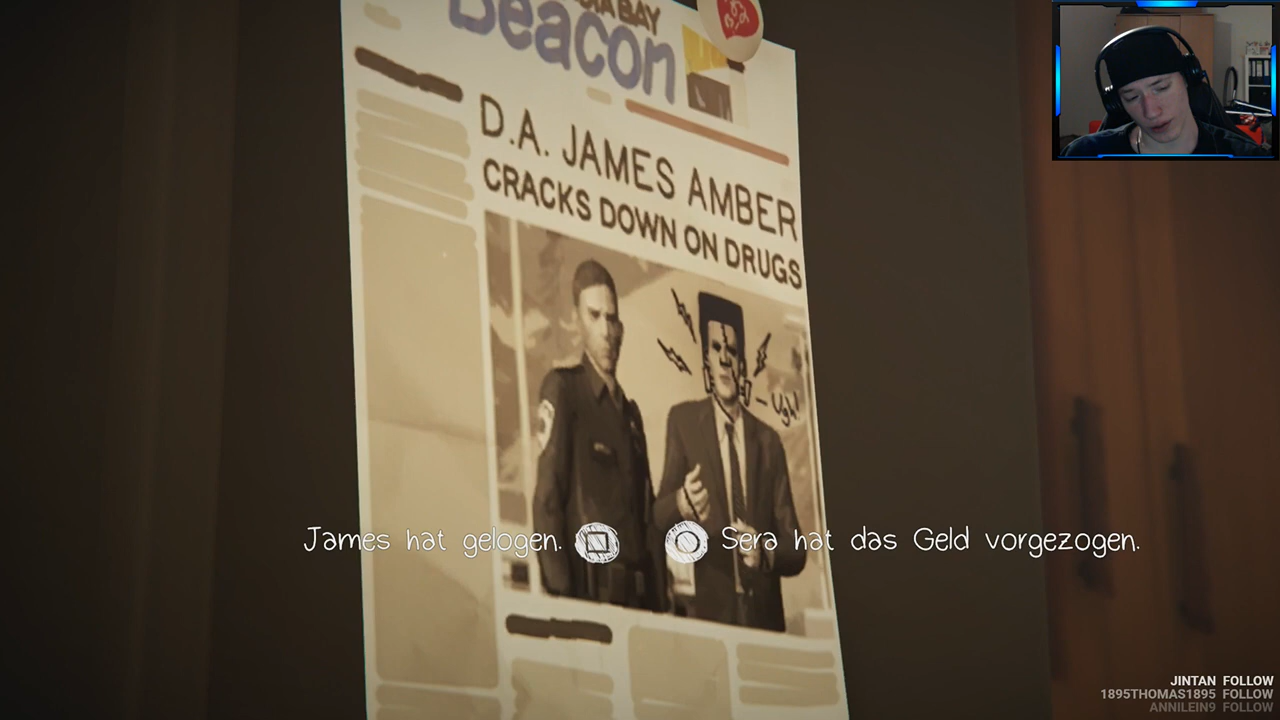 BAY
Beacon
D.A. JAMES AMBER
CRACKS DOWN ON DRUGS
Ugh!
James hat gelogen.
Sera hat das Geld vorgezogen.
JINTAN FOLLOW
1895THOMAS1895 FOLLOW
ANNILEIN9 FOLLOW